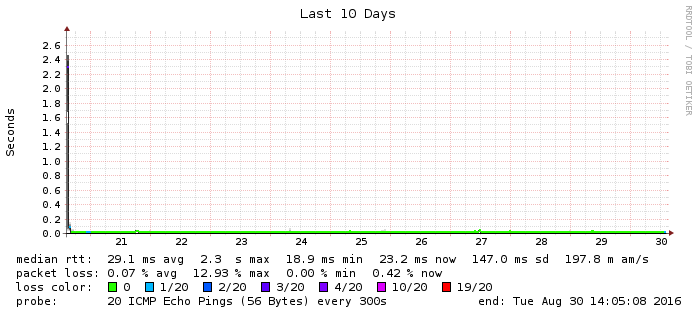 Last 10 Days
RRDTOOL / TOBI OETIKER
Seconds
2.6
2.4
2.2
2.0
1.8
1.6
1.4
1.2
1.0
0.8
0.6
0.4
0.2
0.0
21 22 23 24 25 26 27 28 29 30
median rtt: 29.1 ms avg 2.3 s max 18.9 ms min 23.2 ms now 147.0 ms sd 197.8 m am/s
packet loss: 0.07 % avg 12.93 % max 0.00 % min 0.42 % now
loss color: 0 1/20 2/20 3/20 4/20 10/20 19/20
probe: 20 ICMP Echo Pings (56 Bytes) every 300s end: Tue Aug 30 14:05:08 2016